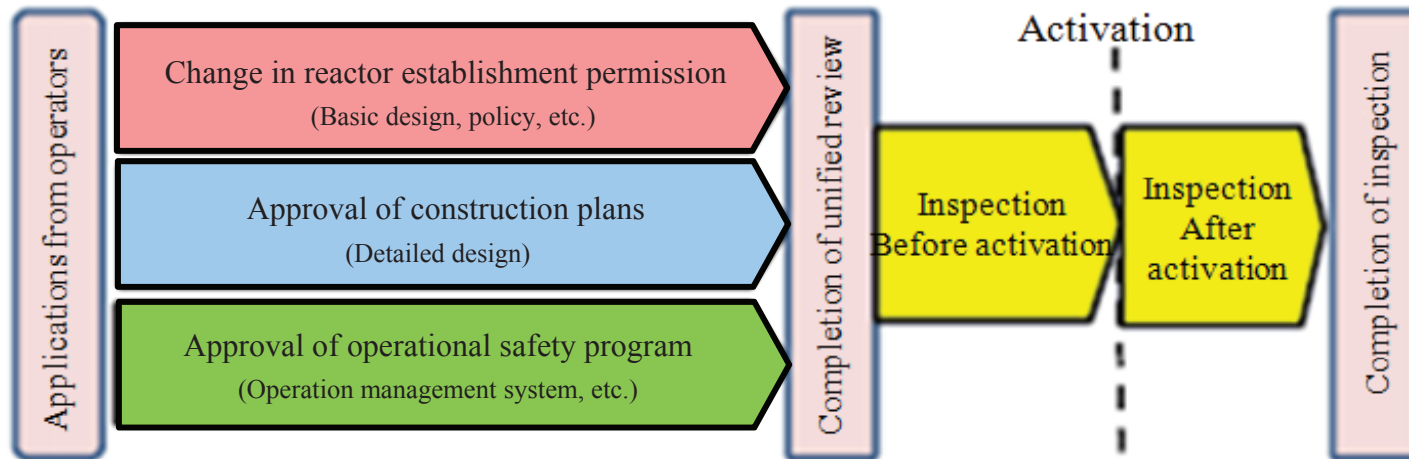 Applications from operators
Change in reactor establishment permission
(Basic design, policy, etc.)
Approval of construction plans
(Detailed design)
Approval of operational safety program
(Operation management system, etc.)
Completion of unified review
Activation
Inspection
Before activation
Inspection
After
activation
Completion of inspection